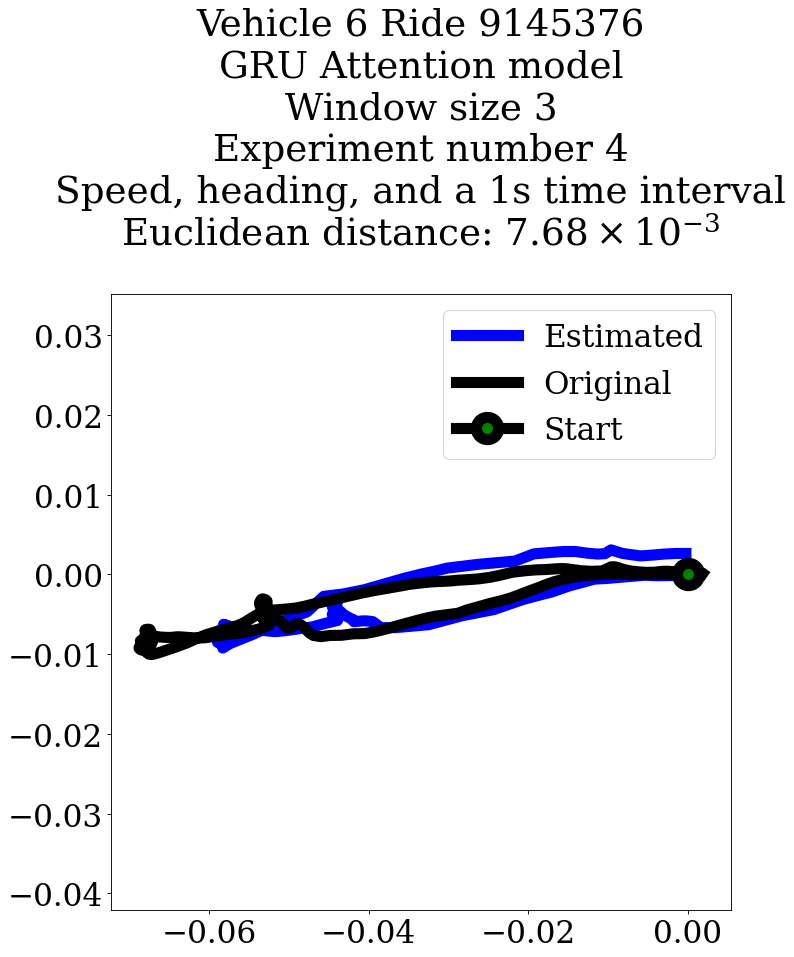 Vehicle 6 Ride 9145376
GRU Attention model
Window size 3
Experiment number 4
Speed, heading, and a 1s time interval
Euclidean distance: 7.68 × 10⁻³
Estimated
Original
Start
0.03
0.02
0.01
0.00
−0.01
−0.02
−0.03
−0.04
−0.06 −0.04 −0.02 0.00